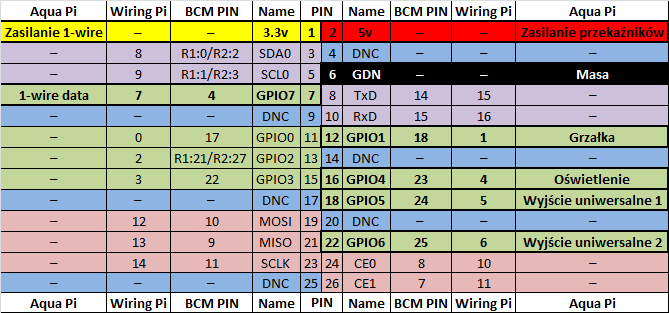 Aqua Pi Wiring Pi BCM PIN Name PIN Name BCM PIN Wiring Pi Aqua Pi
Zasilanie 1-wire – – 3.3v 1 2 5v – – Zasilanie przekaźników
– 8 R1:0/R2:2 SDA0 3 4 DNC – – –
– 9 R1:1/R2:3 SCL0 5 6 GDN – – Masa
1-wire data 7 4 GPIO7 7 8 TxD 14 15 –
– – – DNC 9 10 RxD 15 16 –
– 0 17 GPIO0 11 12 GPIO1 18 1 Grzałka
– 2 R1:21/R2:27 GPIO2 13 14 DNC – – –
– 3 22 GPIO3 15 16 GPIO4 23 4 Oświetlenie
– – – DNC 17 18 GPIO5 24 5 Wyjście uniwersalne 1
– 12 10 MOSI 19 20 DNC – – –
– 13 9 MISO 21 22 GPIO6 25 6 Wyjście uniwersalne 2
– 14 11 SCLK 23 24 CE0 8 10 –
– – – DNC 25 26 CE1 7 11 –
Aqua Pi Wiring Pi BCM PIN Name PIN Name BCM PIN Wiring Pi Aqua Pi